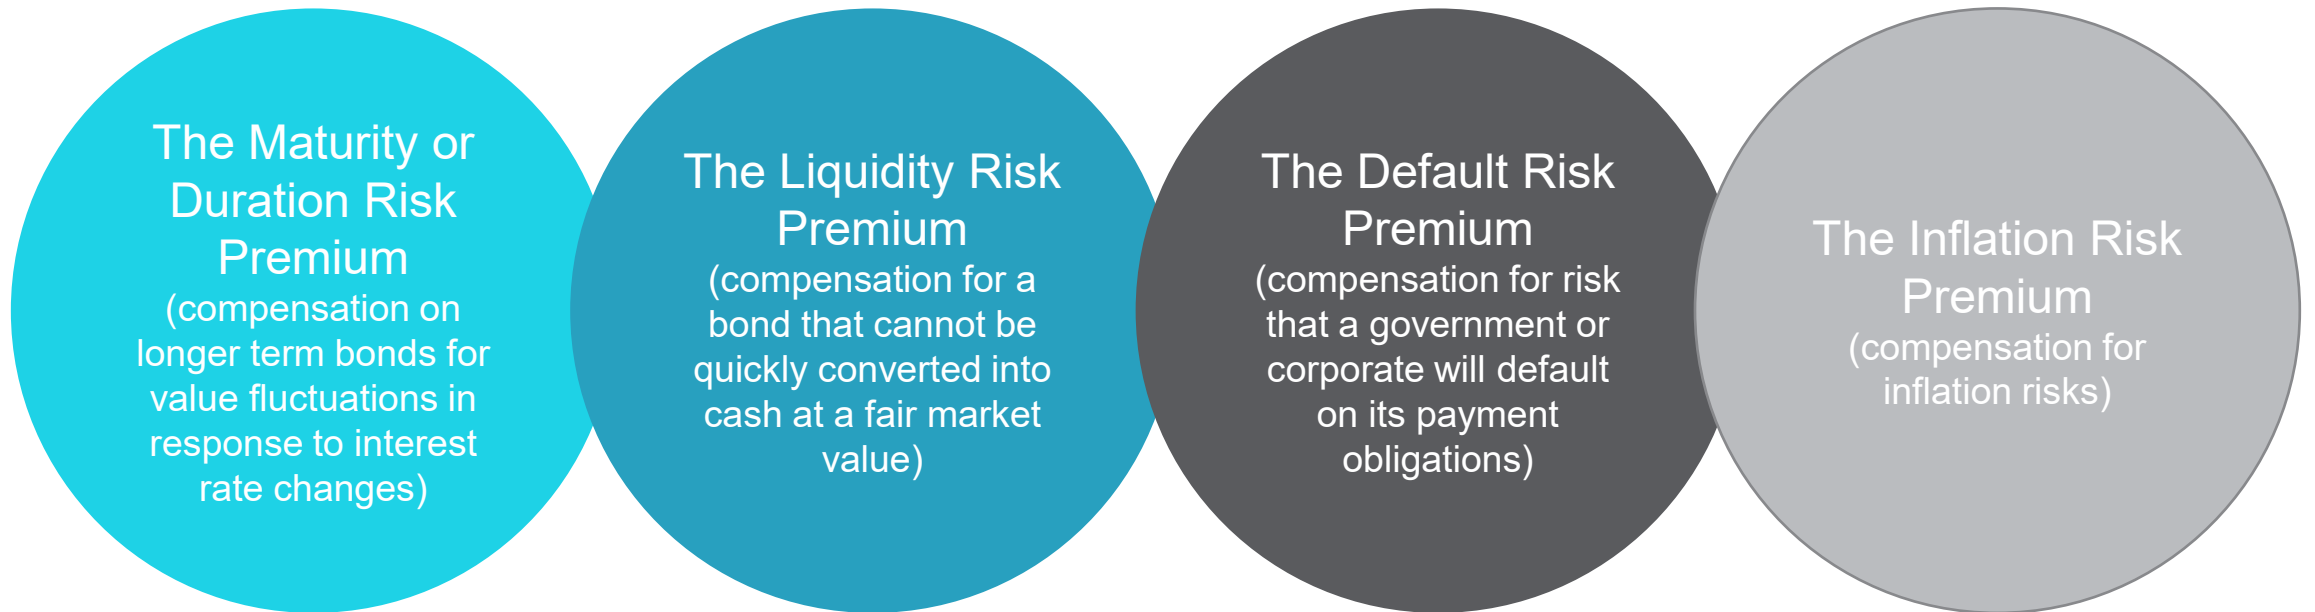 The Maturity or
Duration Risk
Premium
(compensation on
longer term bonds for
value fluctuations in
response to interest
rate changes)
The Liquidity Risk
Premium
(compensation for a
bond that cannot be
quickly converted into
cash at a fair market
value)
The Default Risk
Premium
(compensation for risk
that a government or
corporate will default
on its payment
obligations)
The Inflation Risk
Premium
(compensation for
inflation risks)